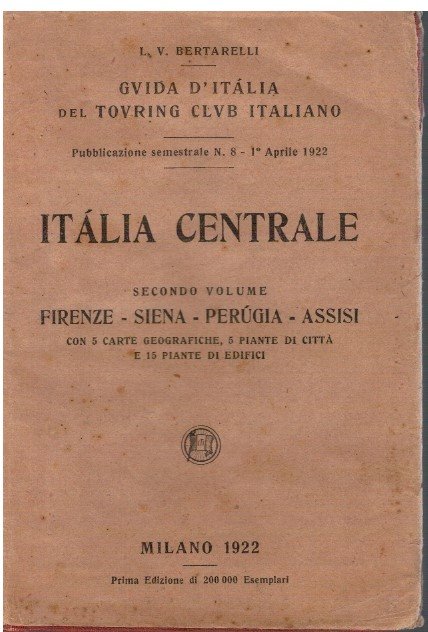 L. V. BERTARELLI
GVIDA D'ITÁLIA
DEL TOVRING CLVB ITALIANO
Pubblicazione semestrale N. 8 - 1º Aprile 1922
ITÁLIA CENTRALE
SECONDO VOLUME
FIRENZE - SIENA - PERÚGIA - ASSISI
CON 5 CARTE GEOGRAFICHE, 5 PIANTE DI CITTÀ
E 15 PIANTE DI EDIFICI
MILANO 1922
Prima Edizione di 200 000 Esemplari